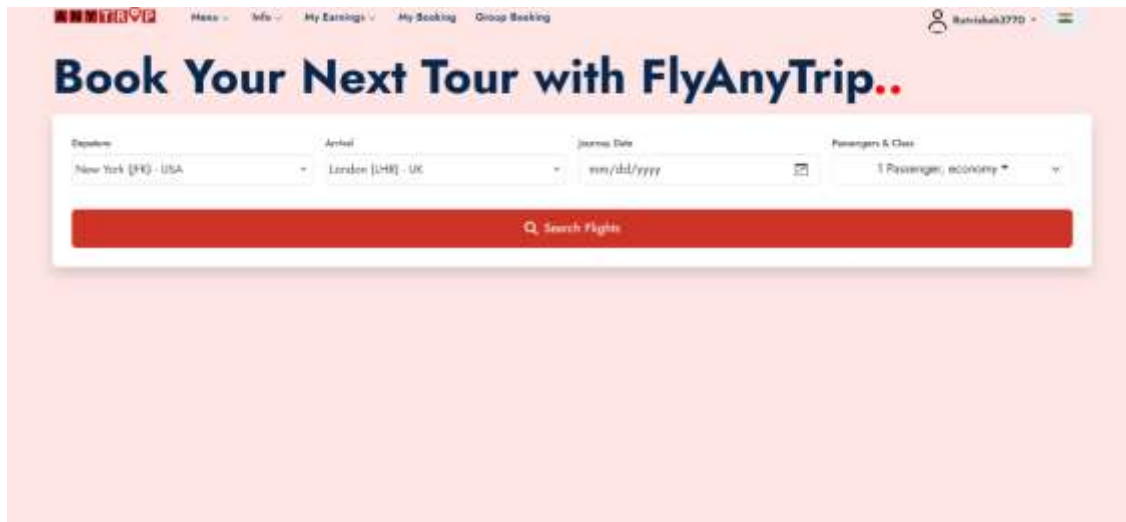 ANYTRIP Menu Info My Earnings My Booking Group Booking
Book Your Next Tour with FlyAnyTrip..
Departure Arrival Journey Date Passengers & Class
New York (JFK) - USA London (LHR) - UK mm/dd/yyyy 1 Passenger, economy
Search Flights